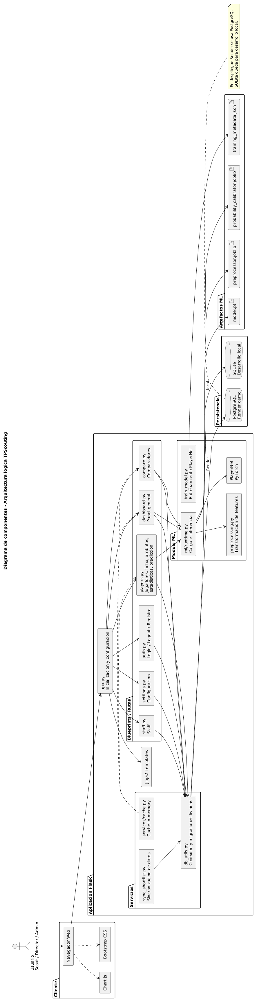 Diagrama de componentes - Arquitectura logica TPScouting
Usuario
Scout / Director / Admin
Cliente
Navegador Web
Chart.js
Bootstrap CSS
Aplicacion Flask
app.py
Inicializacion y configuracion
Servicios
sync_shortlist.py
Sincronizacion de datos
services/cache.py
Cache in-memory
db_utils.py
Conexion y migraciones livianas
Jinja2 Templates
Blueprints / Rutas
staff.py
Staff
settings.py
Configuracion
auth.py
Login / Logout / Registro
players.py
Jugadores, ficha, atributos,
estadisticas, prediccion
dashboard.py
Panel general
compare.py
Comparadores
Modulo ML
ml/runtime.py
Carga e inferencia
train_model.py
Entrenamiento PlayerNet
preprocessing.py
Transformacion de features
PlayerNet
PyTorch
Render
local
Persistencia
PostgreSQL
Render demo
SQLite
Desarrollo local
Artefactos ML
model.pt
preprocessor.joblib
probability_calibrator.joblib
training_metadata.json
En despliegue Render se usa PostgreSQL.
SQLite queda para desarrollo local.